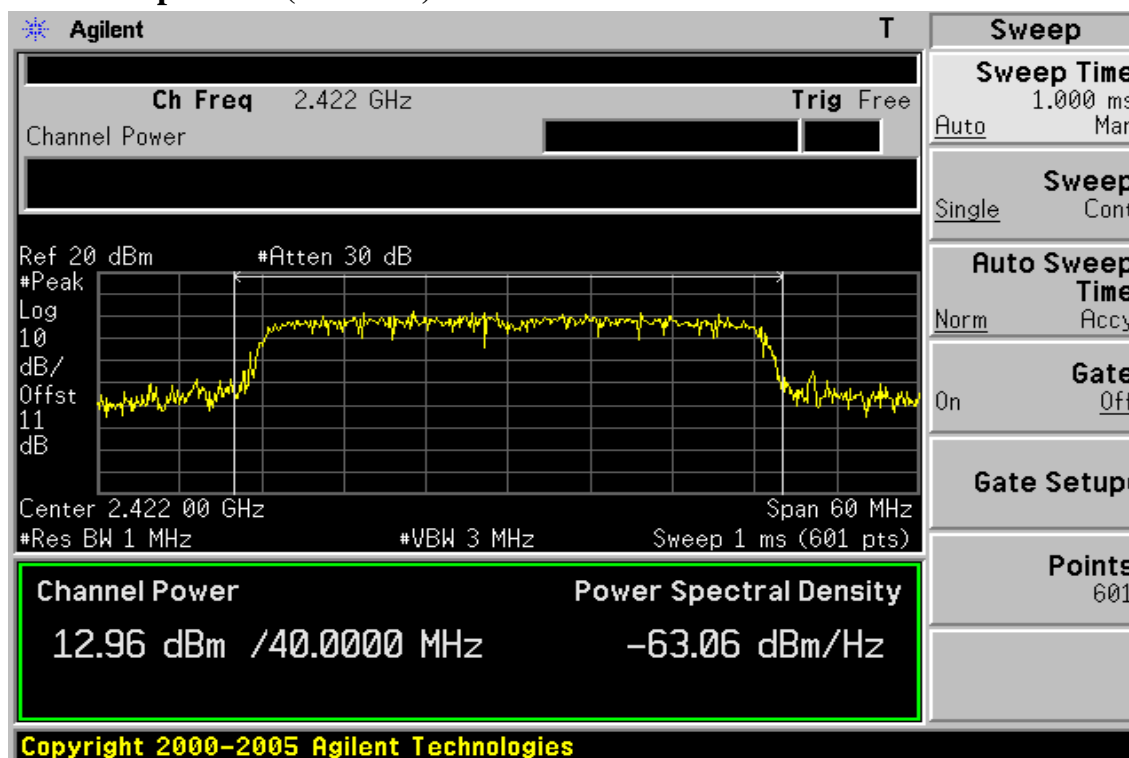 Agilent T Sweep
Ch Freq 2.422 GHz Trig Free
Channel Power
Sweep Time
1.000 ms
Auto
Sweep
Single
Auto Sweep
Time
Norm Accy
Gate
On Off
Gate Setup
Points
601
Ref 20 dBm #Atten 30 dB
#Peak
Log
10
dB/
Offst
11
dB
Center 2.422 00 GHz Span 60 MHz
#Res BW 1 MHz #VBW 3 MHz Sweep 1 ms (601 pts)
Channel Power Power Spectral Density
12.96 dBm /40.0000 MHz -63.06 dBm/Hz
Copyright 2000-2005 Agilent Technologies